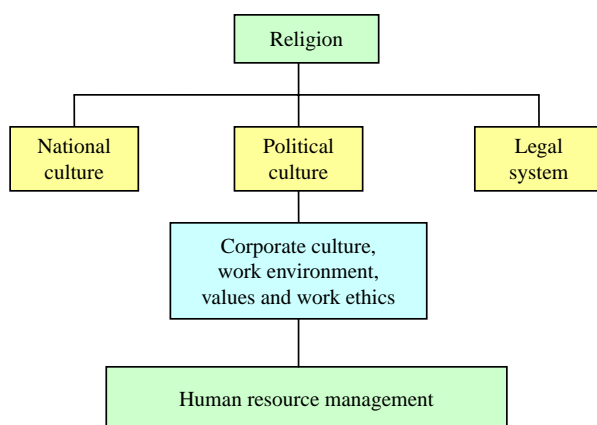 Religion
National
culture
Political
culture
Legal
system
Corporate culture,
work environment,
values and work ethics
Human resource management